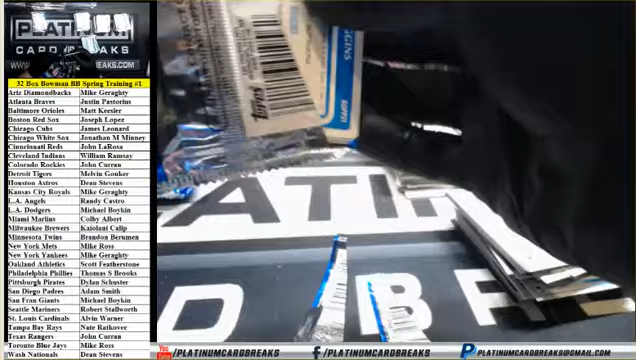 PLATINUM
CARD BREAKS
WWW.
REAKS.COM
32 Box Bowman BB Spring Training #1
Ariz Diamondbacks Mike Geraghty
Atlanta Braves Justin Pastorius
Baltimore Orioles Matt Keesler
Boston Red Sox Joseph Lopez
Chicago Cubs James Leonard
Chicago White Sox Jonathan M Minney
Cinncinati Reds John LaRosa
Cleveland Indians William Ramsay
Colorado Rockies John Curran
Detroit Tigers Melvin Gouker
Houston Astros Dean Stevens
Kansas City Royals Mike Geraghty
L.A. Angels Randy Castro
L.A. Dodgers Michael Boykin
Miami Marlins Colby Albert
Milwaukee Brewers Kaiolani Calip
Minnesota Twins Brandon Berumen
New York Mets Mike Ross
New York Yankees Mike Geraghty
Oakland Athletics Scott Featherstone
Philadelphia Phillies Thomas S Brooks
Pittsburgh Pirates Dylan Schuster
San Diego Padres Adam Smith
San Fran Giants Michael Boykin
Seattle Mariners Robert Stallworth
St. Louis Cardinals Alvin Warner
Tampa Bay Rays Nate Ratkovec
Texas Rangers John Curran
Toronto Blue Jays Mike Ross
Wash Nationals Dean Stevens
GGINS
ATI
D B
YouTube /PLATINUMCARDBREAKS f /PLATINUMCARDBREAKS P PLATINUMCARDBREAKS@GMAIL.COM